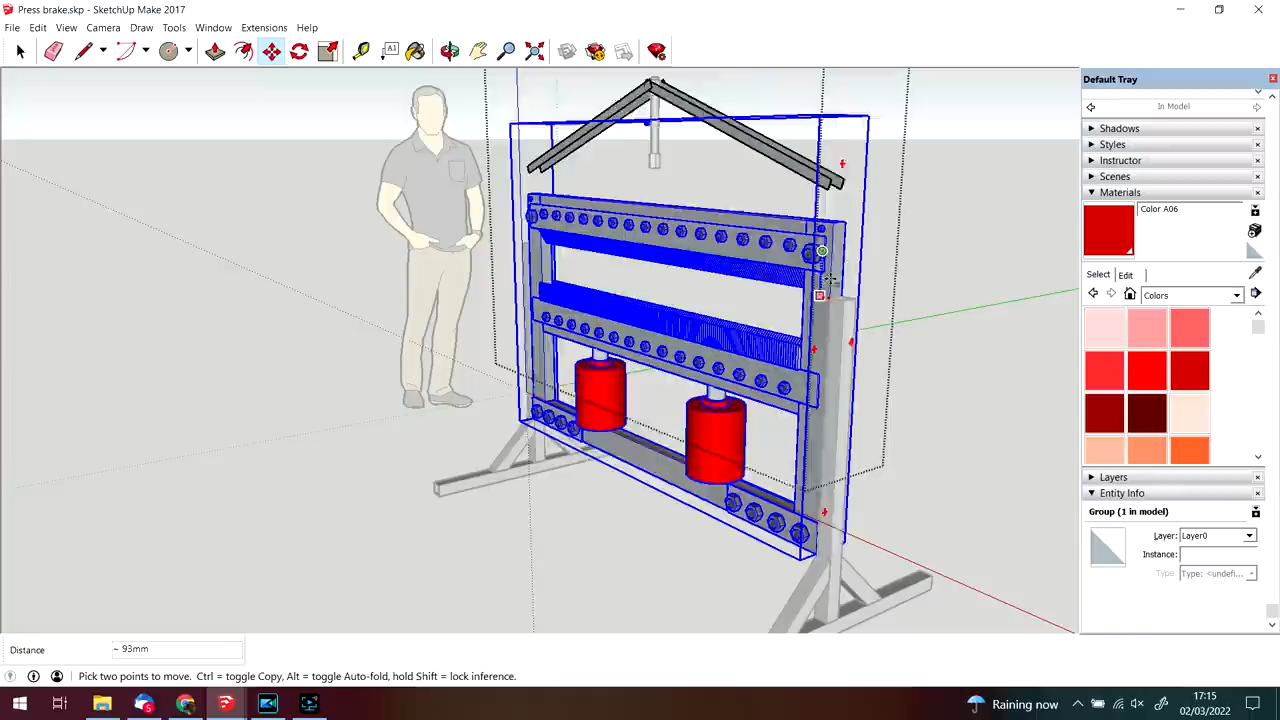 Press brake.skp - SketchUp Make 2017
File Edit View Camera Draw Tools Window Extensions Help
A1
Default Tray
In Model
Shadows
Styles
Instructor
Scenes
Materials
Color A06
Select Edit
Colors
Layers
Entity Info
Group (1 in model)
Layer: Layer0
Instance:
Type: Type: <undefi...
Distance ~ 93mm
Pick two points to move. Ctrl = toggle Copy, Alt = toggle Auto-fold, hold Shift = lock inference.
Raining now
17:15
02/03/2022